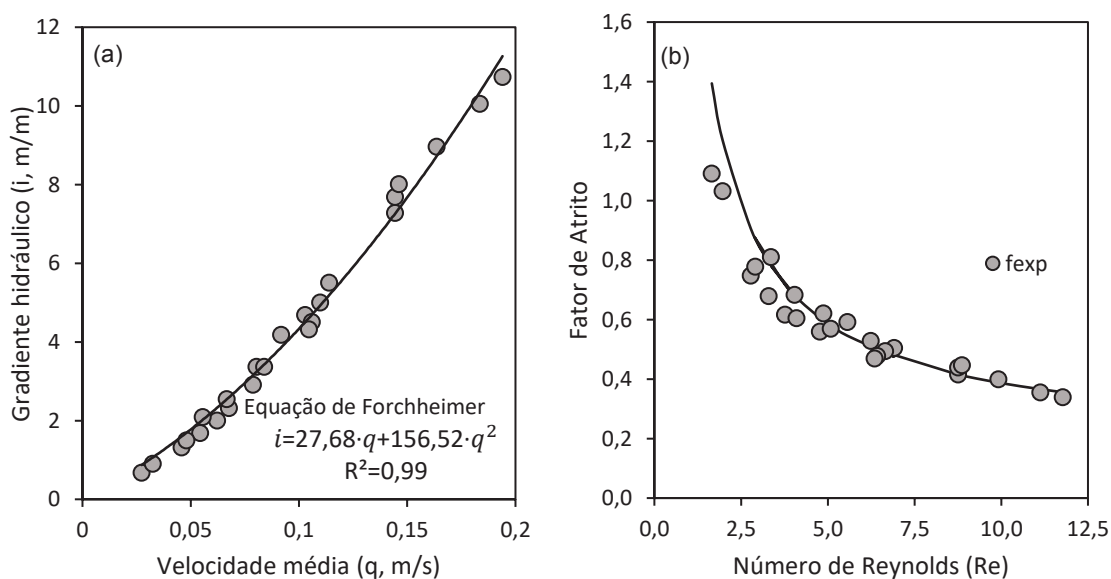 (a)
Gradiente hidráulico (i, m/m)
12
10
8
6
4
2
0
Equação de Forchheimer
i=27,68·q+156,52·q²
R²=0,99
0 0,05 0,1 0,15 0,2
Velocidade média (q, m/s)
(b)
Fator de Atrito
1,6
1,4
1,2
1,0
0,8
0,6
0,4
0,2
0,0
fexp
0,0 2,5 5,0 7,5 10,0 12,5
Número de Reynolds (Re)